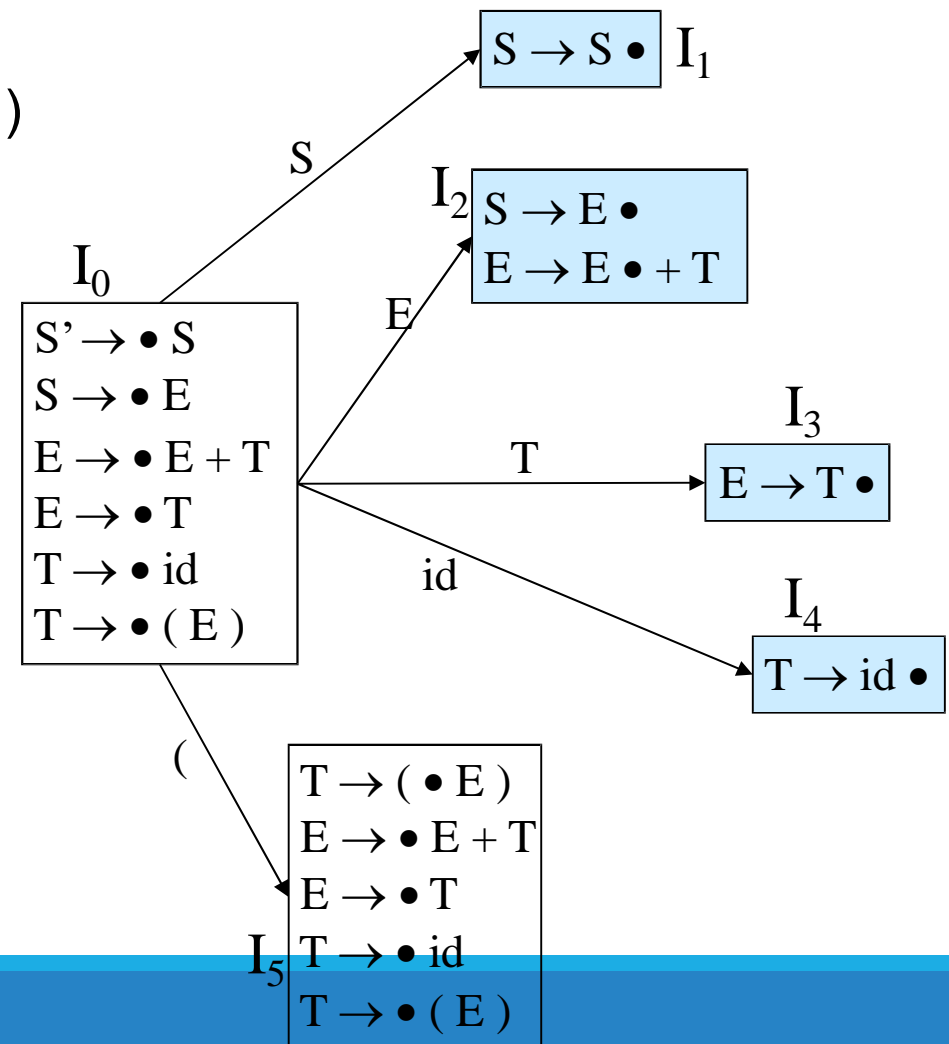 )
S → S • I₁
S
I₂
S → E •
E → E • + T
I₀
E
S’ → • S
S → • E
E → • E + T
E → • T
T → • id
T → • ( E )
T
I₃
E → T •
id
I₄
T → id •
(
T → ( • E )
E → • E + T
E → • T
I₅ T → • id
T → • ( E )